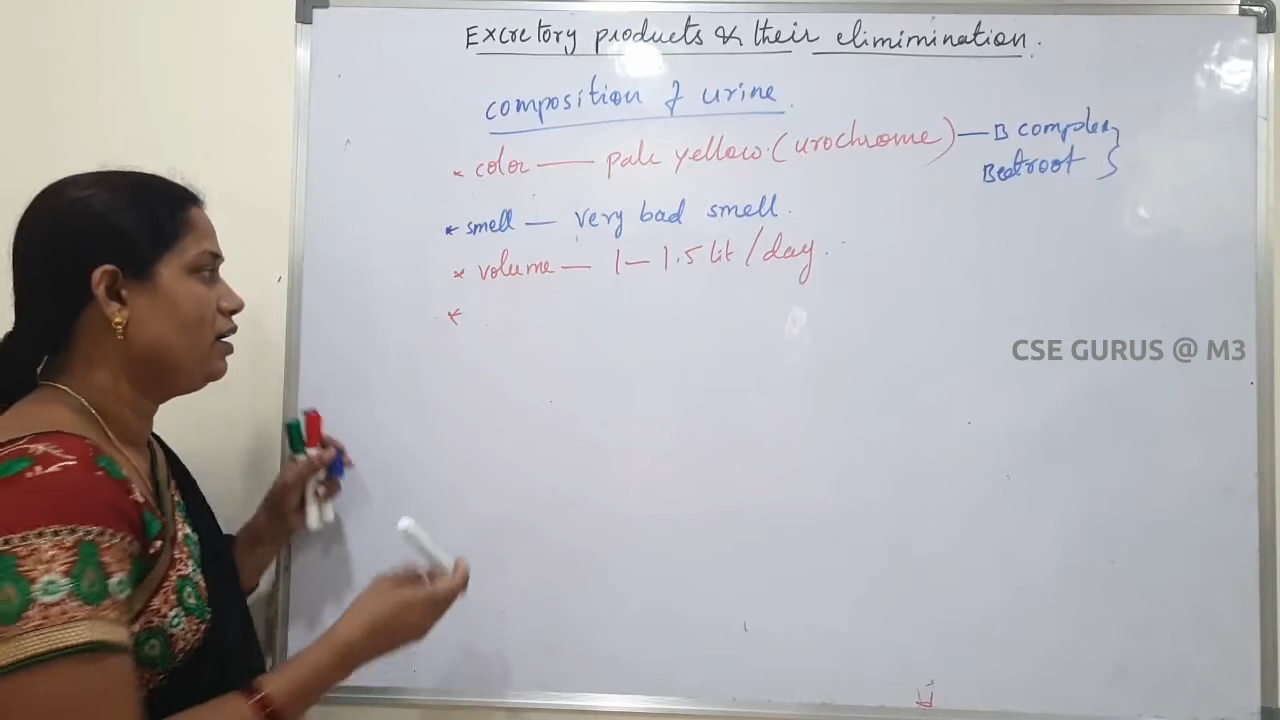 Excretory products & their elimimination.
composition of urine.
* color — pale yellow. (urochrome) — B complex
Beetroot
* smell — very bad smell.
* volume — 1 — 1.5 lit / day.
*
CSE GURUS @ M3